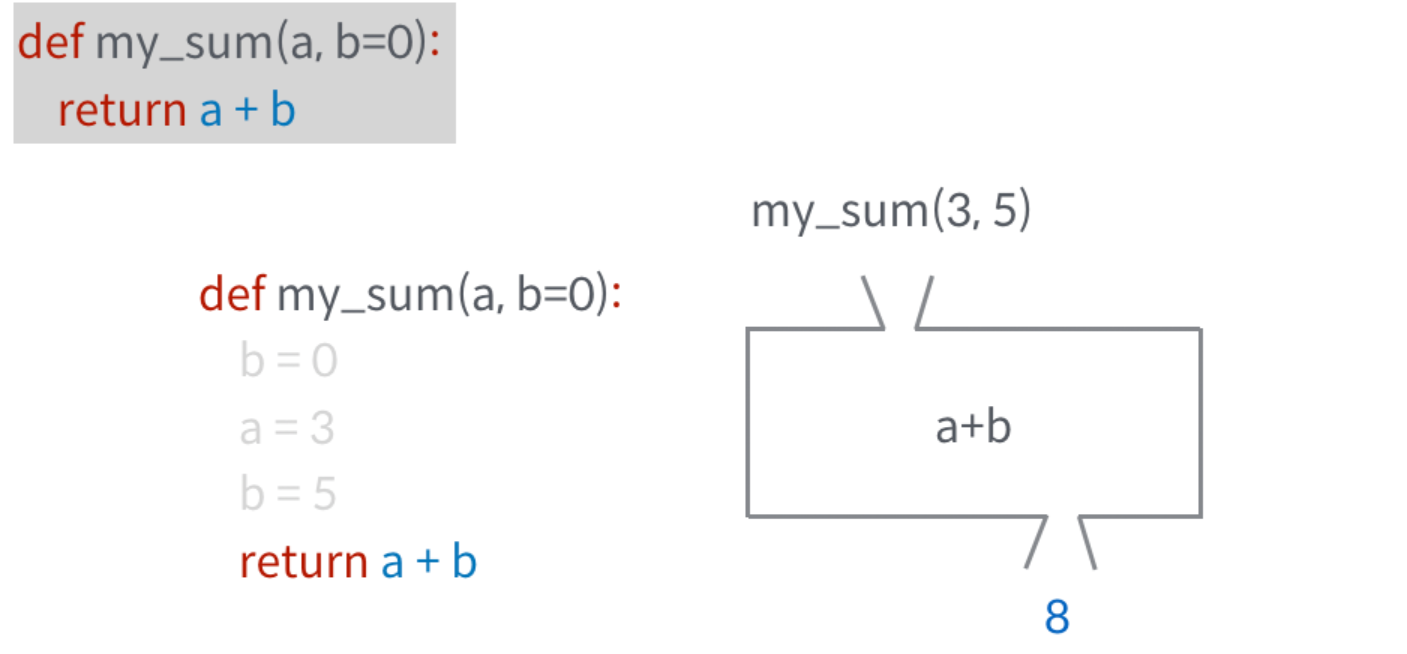 def my_sum(a, b=0):
return a + b
my_sum(3, 5)
def my_sum(a, b=0):
b = 0
a = 3
b = 5
return a + b
a+b
8